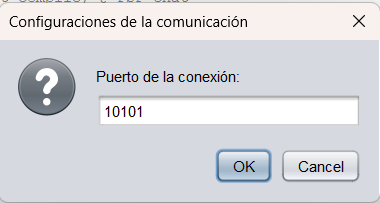 Configuraciones de la comunicación
Puerto de la conexión:
10101
OK Cancel